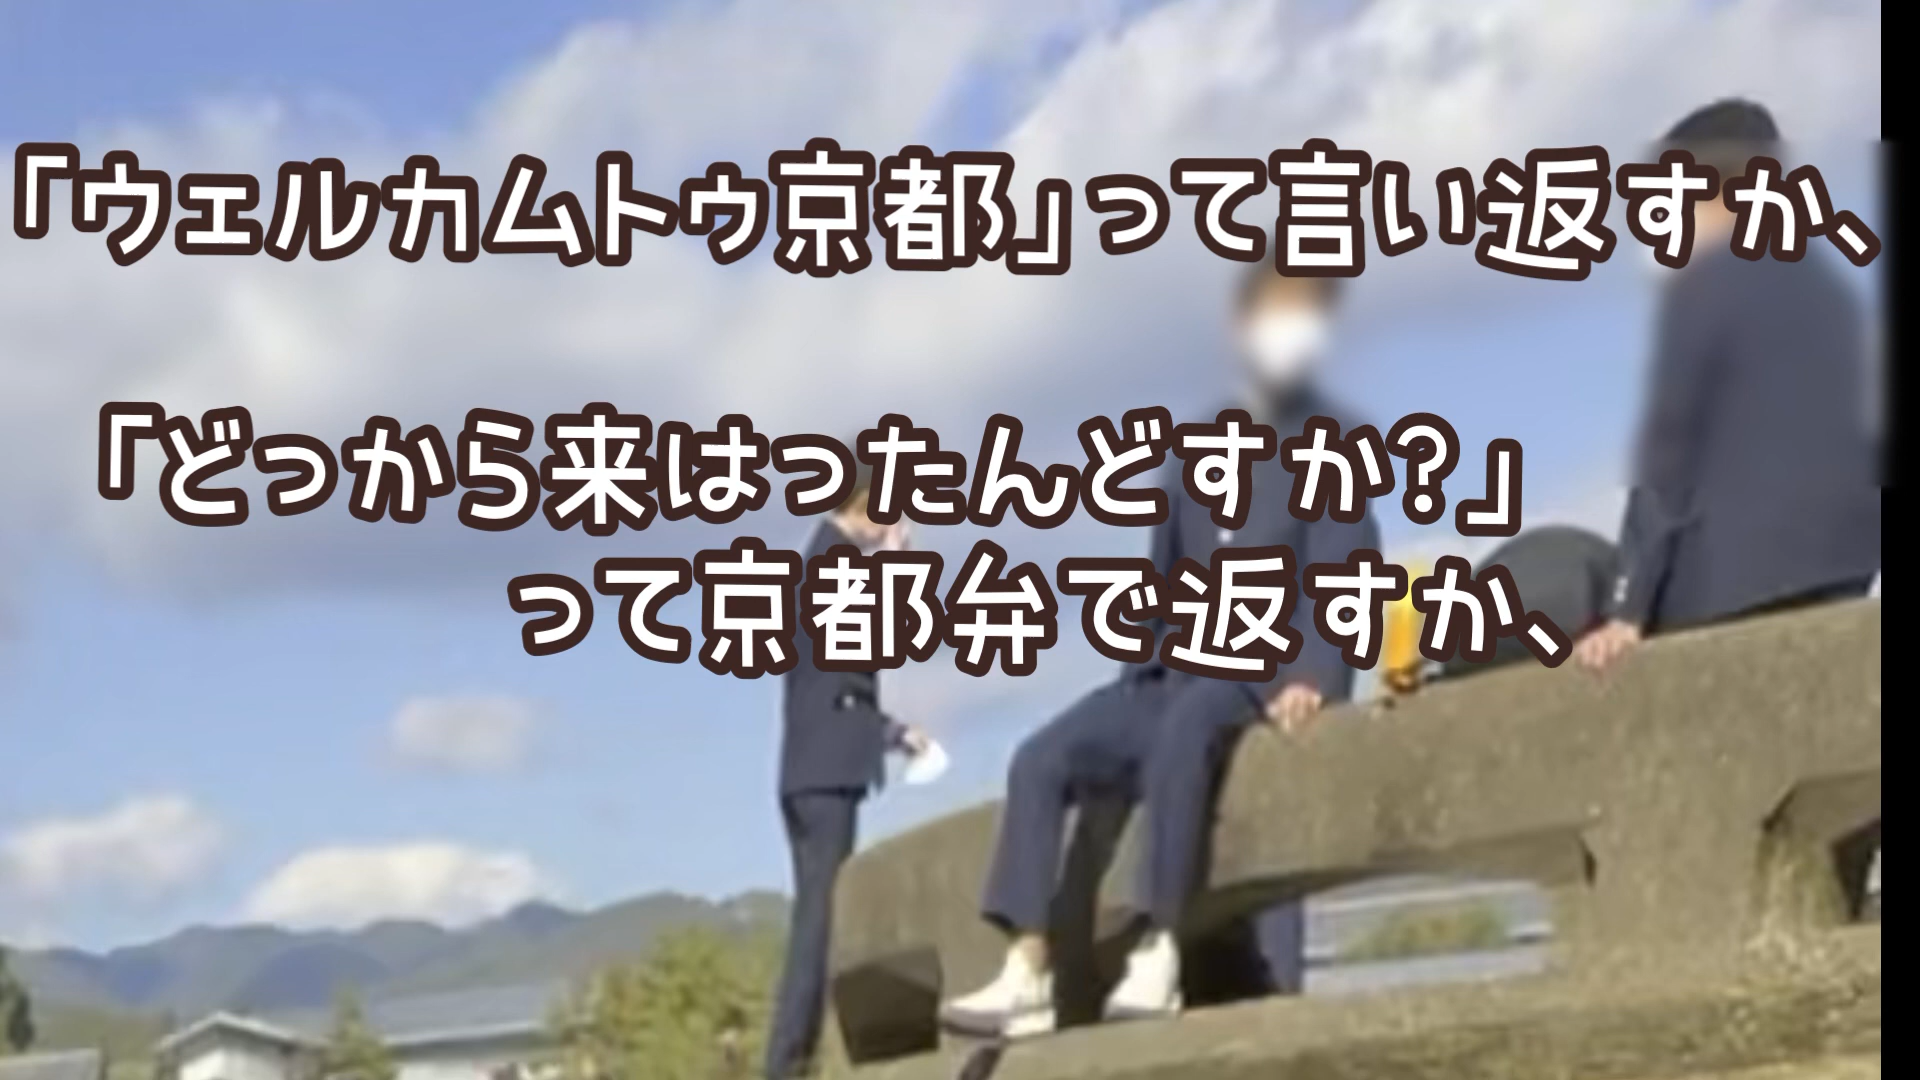 「ウェルカムトゥ京都」って言い返すか、
「どっから来はったんどすか?」
って京都弁で返すか、